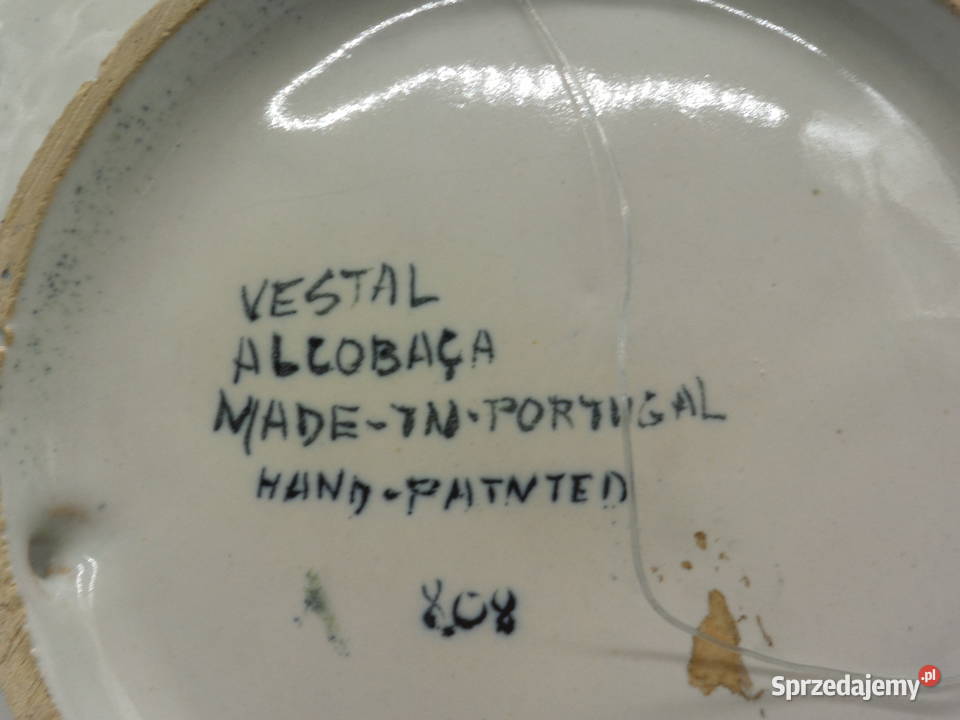 VESTAL
ALCOBAÇA
MADE-IN-PORTUGAL
HAND-PAINTED
808
Sprzedajemy.pl